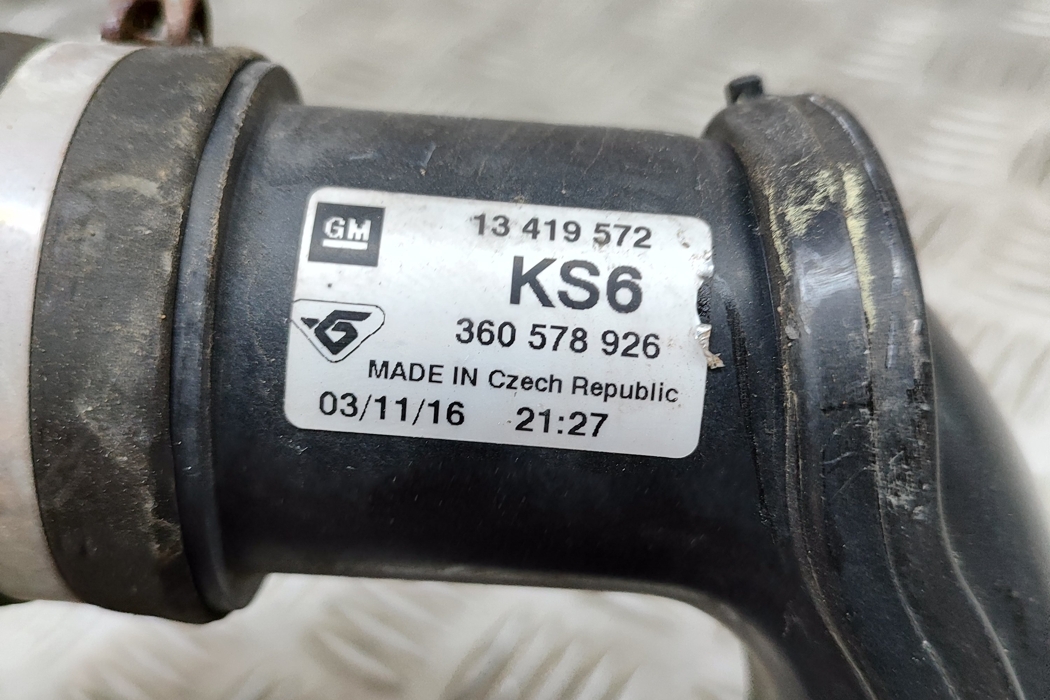 GM
13 419 572
KS6
360 578 926
MADE IN Czech Republic
03/11/16 21:27